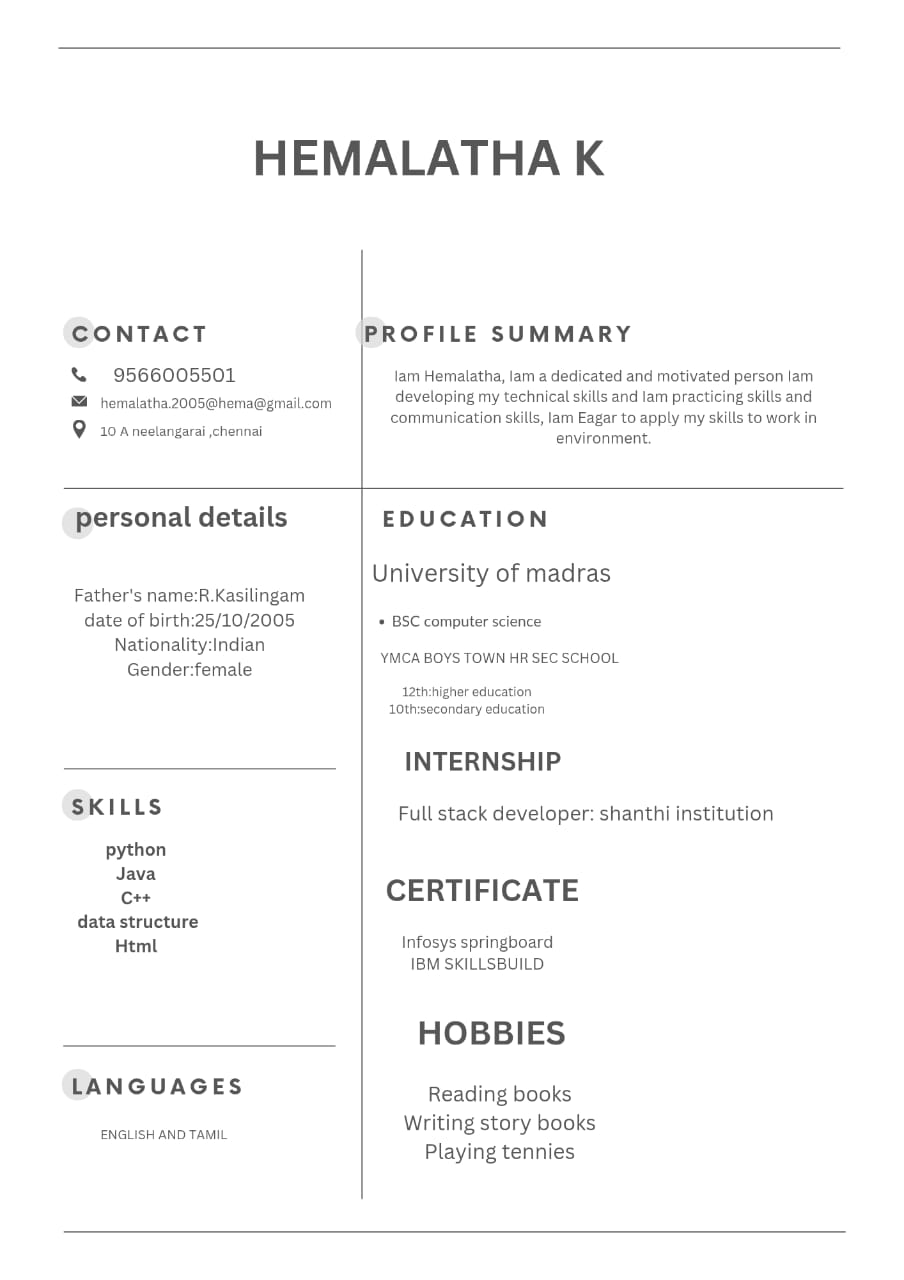 HEMALATHA K
CONTACT
9566005501
hemalatha.2005@hema@gmail.com
10 A neelangarai ,chennai
PROFILE SUMMARY
Iam Hemalatha, Iam a dedicated and motivated person Iam
developing my technical skills and Iam practicing skills and
communication skills, Iam Eagar to apply my skills to work in
environment.
personal details
Father's name:R.Kasilingam
date of birth:25/10/2005
Nationality:Indian
Gender:female
SKILLS
python
Java
C++
data structure
Html
LANGUAGES
ENGLISH AND TAMIL
EDUCATION
University of madras
• BSC computer science
YMCA BOYS TOWN HR SEC SCHOOL
12th:higher education
10th:secondary education
INTERNSHIP
Full stack developer: shanthi institution
CERTIFICATE
Infosys springboard
IBM SKILLSBUILD
HOBBIES
Reading books
Writing story books
Playing tennies